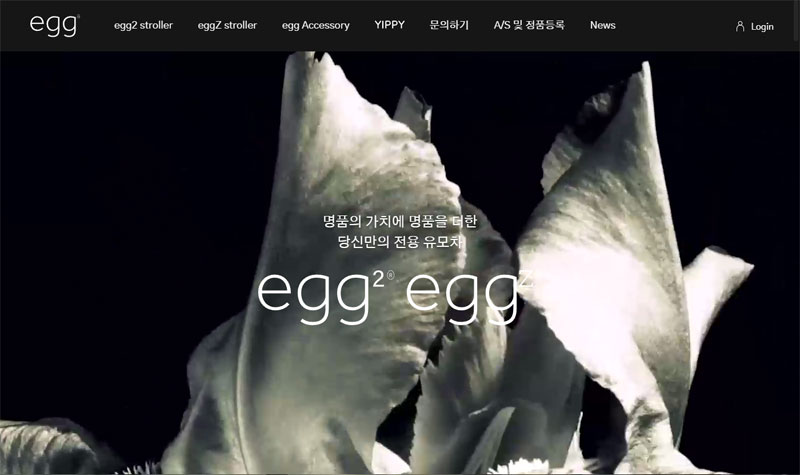 egg®
egg2 stroller
eggZ stroller
egg Accessory
YIPPY
문의하기
A/S 및 정품등록
News
Login
명품의 가치에 명품을 더한
당신만의 전용 유모차
egg2® eggZ